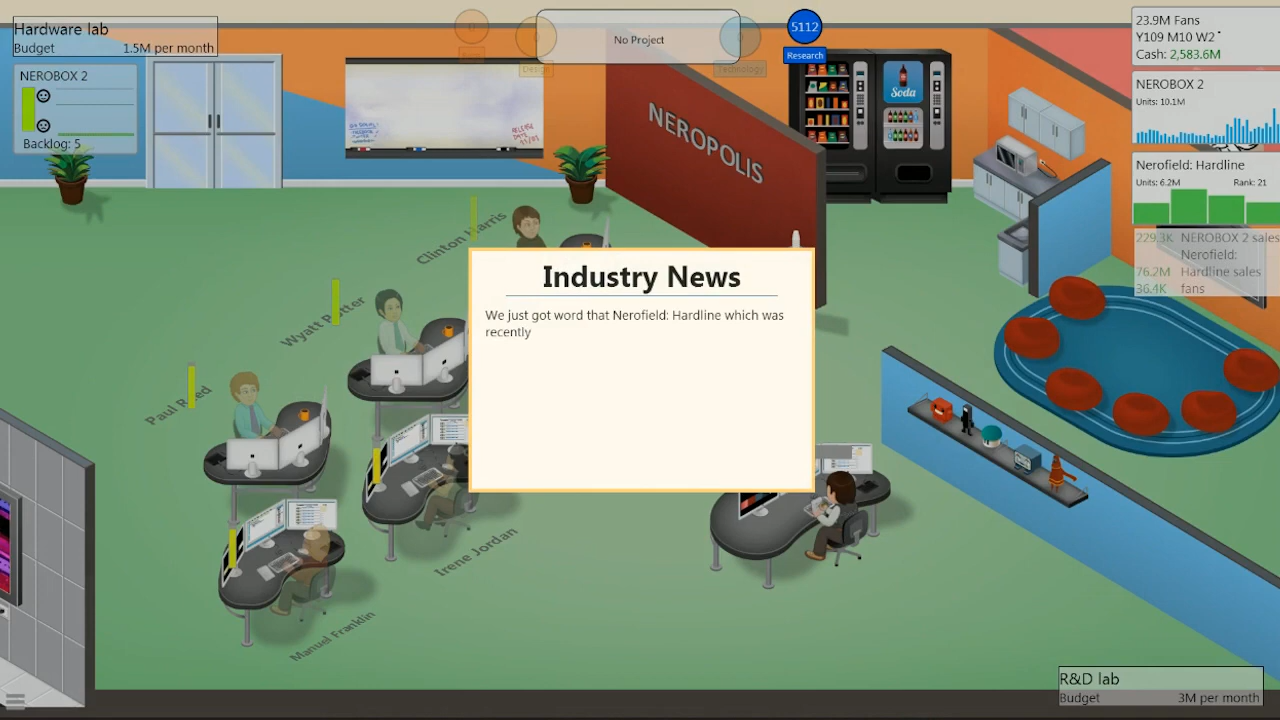 Hardware lab
Budget 1.5M per month
NEROBOX 2
Backlog: 5
No Project
Design
Technology
5112
Research
23.9M Fans
Y109 M10 W2
Cash: 2,583.6M
NEROBOX 2
Units: 10.1M
Nerofield: Hardline
Units: 6.2M Rank: 21
229.3K NEROBOX 2 sales
Nerofield:
76.2M Hardline sales
36.4K fans
NEROPOLIS
Soda
RELEASE
Clinton Harris
Wyatt Potter
Paul Reed
Irene Jordan
Manuel Franklin
Industry News
We just got word that Nerofield: Hardline which was
recently
R&D lab
Budget 3M per month